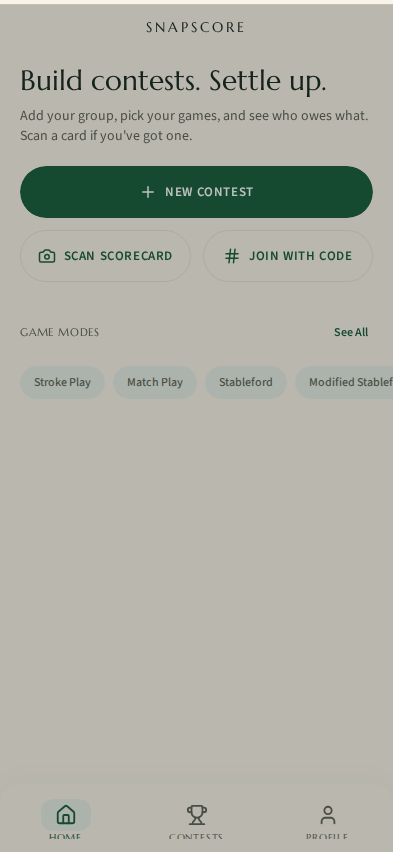 SNAPSCORE
Build contests. Settle up.
Add your group, pick your games, and see who owes what.
Scan a card if you've got one.
NEW CONTEST
SCAN SCORECARD
JOIN WITH CODE
GAME MODES
See All
Stroke Play
Match Play
Stableford
Modified Stablef
HOME
CONTESTS
PROFILE